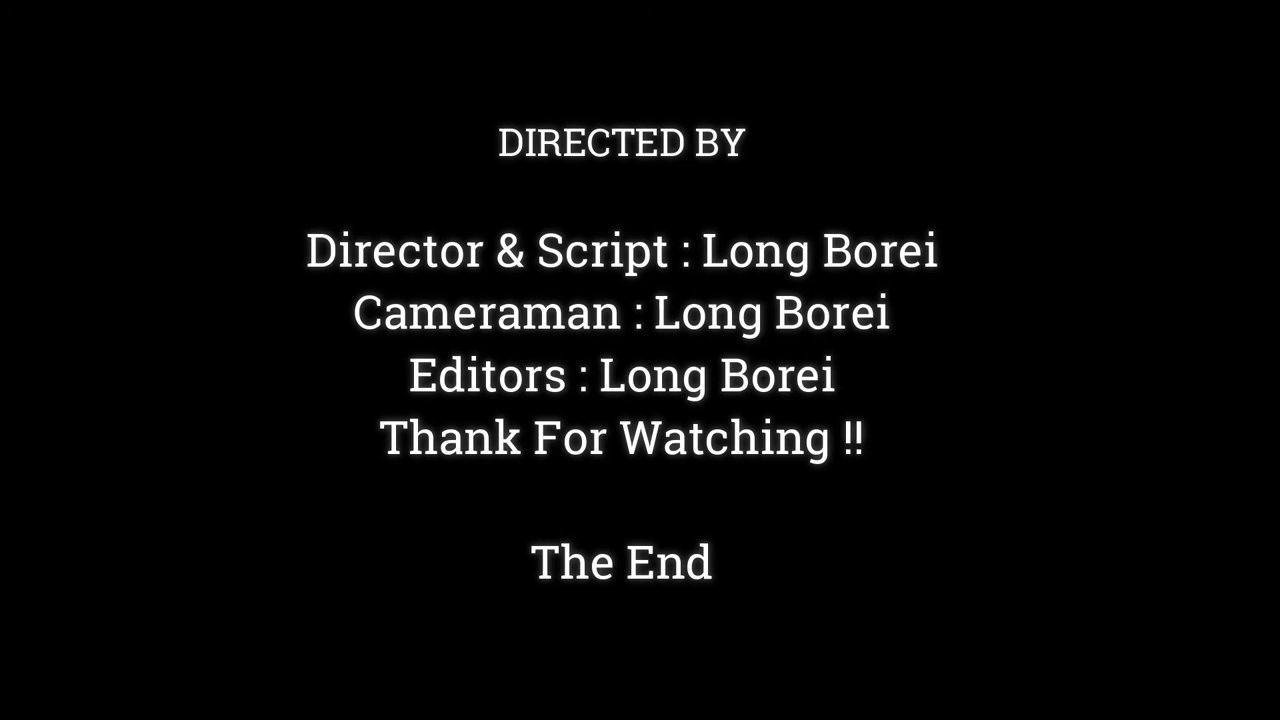 DIRECTED BY
Director & Script : Long Borei
Cameraman : Long Borei
Editors : Long Borei
Thank For Watching !!
The End